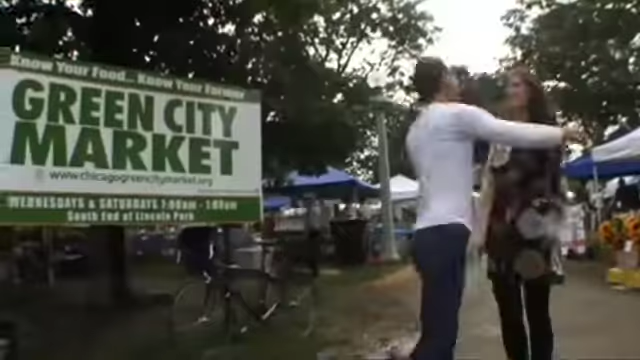 Know Your Food... Know Your Farmer
GREEN CITY
MARKET
www.chicagogreencitymarket.org
WEDNESDAYS & SATURDAYS 7:00am - 1:00pm
South End of Lincoln Park